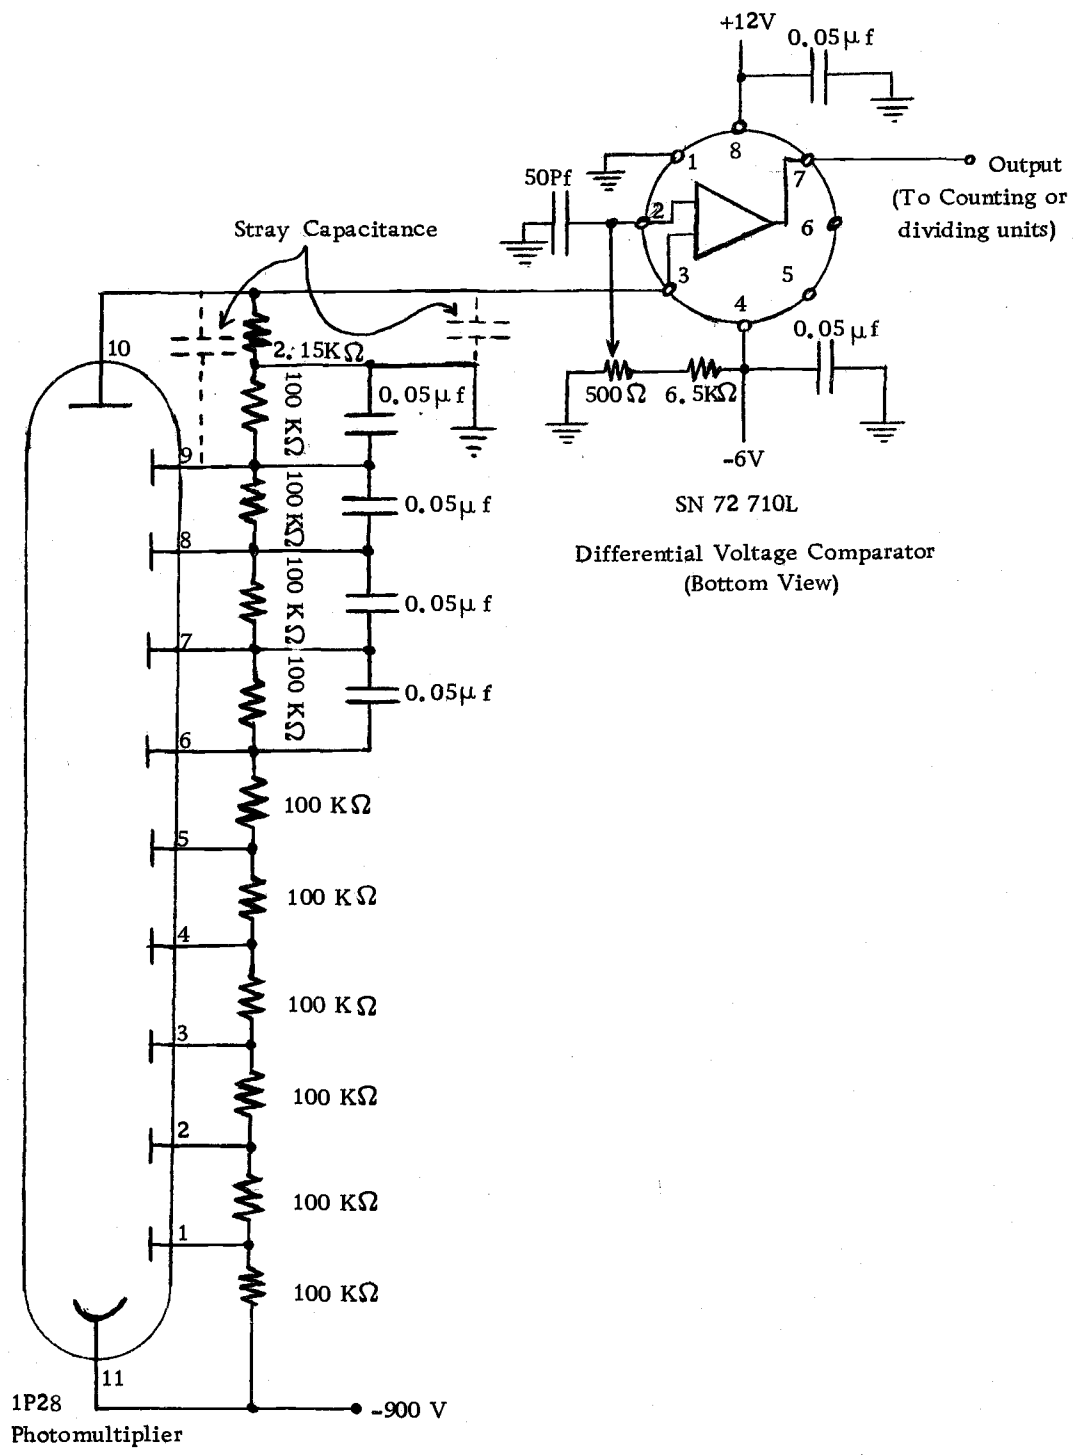 +12V
0.05μf
8
1
7
Output
(To Counting or
dividing units)
50Pf
2
6
Stray Capacitance
3
5
4
0.05μf
10
2.15KΩ
100 KΩ
0.05μf
500Ω
6.5KΩ
-6V
9
100 KΩ
0.05μf
SN 72 710L
8
Differential Voltage Comparator
(Bottom View)
100 KΩ
0.05μf
7
100 KΩ
0.05μf
6
100 KΩ
5
100 KΩ
4
100 KΩ
3
100 KΩ
2
100 KΩ
1
100 KΩ
11
1P28
Photomultiplier
-900 V